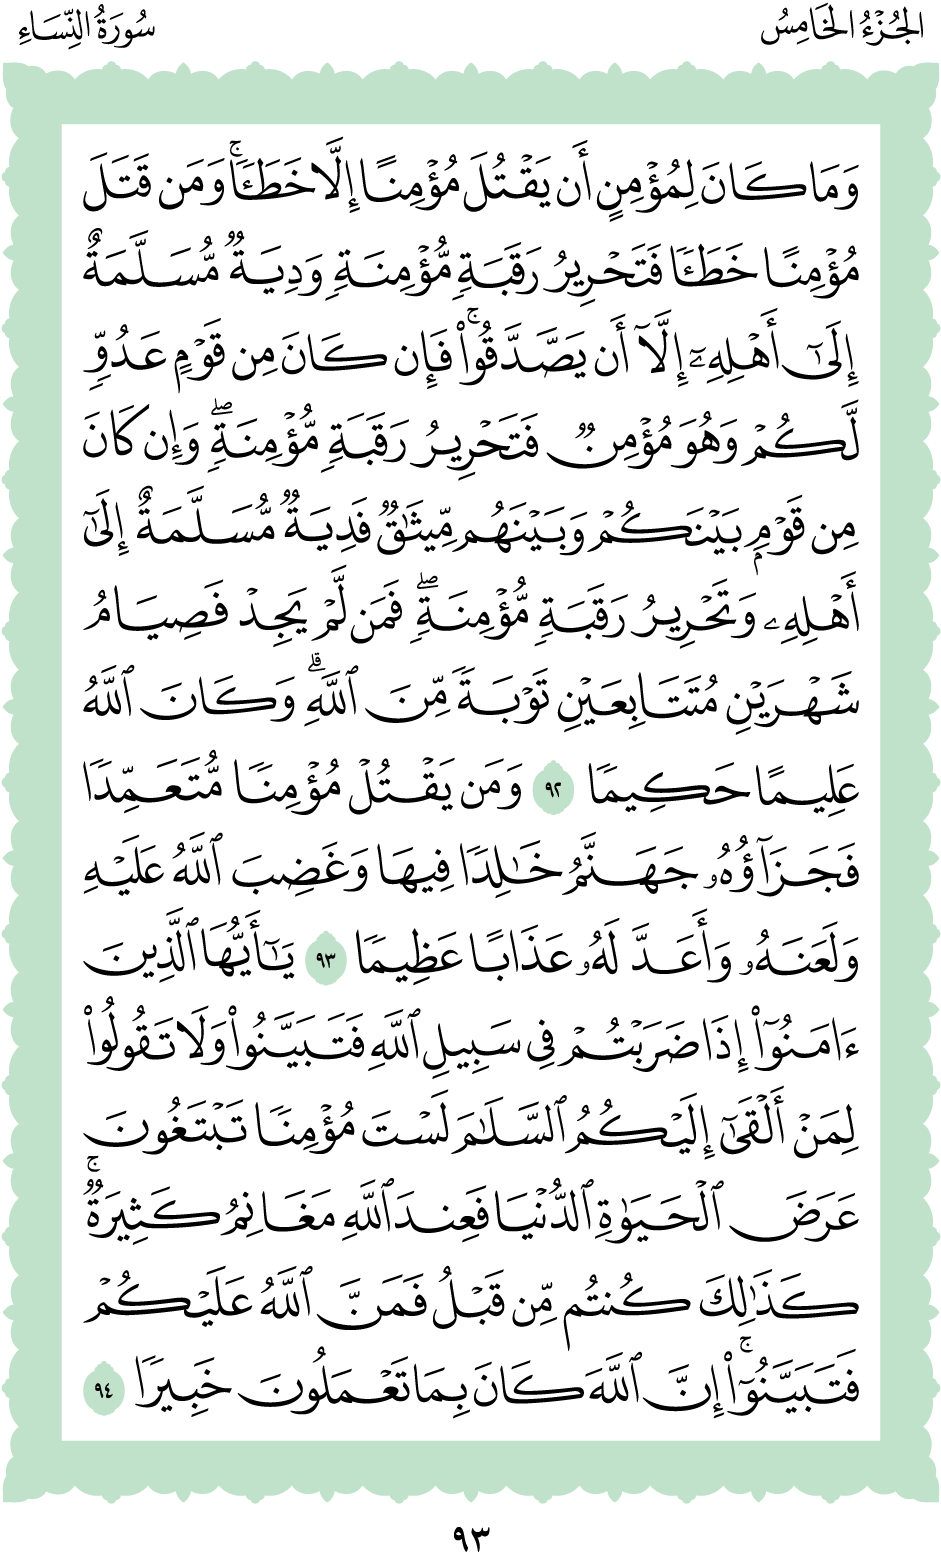 الجُزْءُ الخَامِسُ
سُورَةُ النِّسَاءِ
وَمَا كَانَ لِمُؤْمِنٍ أَن يَقْتُلَ مُؤْمِنًا إِلَّا خَطَـًٔا ۚ وَمَن قَتَلَ
مُؤْمِنًا خَطَـًٔا فَتَحْرِيرُ رَقَبَةٍ مُّؤْمِنَةٍ وَدِيَةٌ مُّسَلَّمَةٌ
إِلَىٰٓ أَهْلِهِۦٓ إِلَّآ أَن يَصَّدَّقُوا۟ ۚ فَإِن كَانَ مِن قَوْمٍ عَدُوٍّ
لَّكُمْ وَهُوَ مُؤْمِنٌ فَتَحْرِيرُ رَقَبَةٍ مُّؤْمِنَةٍ ۖ وَإِن كَانَ
مِن قَوْمٍۭ بَيْنَكُمْ وَبَيْنَهُم مِّيثَـٰقٌ فَدِيَةٌ مُّسَلَّمَةٌ إِلَىٰٓ
أَهْلِهِۦ وَتَحْرِيرُ رَقَبَةٍ مُّؤْمِنَةٍ ۖ فَمَن لَّمْ يَجِدْ فَصِيَامُ
شَهْرَيْنِ مُتَتَابِعَيْنِ تَوْبَةً مِّنَ ٱللَّهِ ۗ وَكَانَ ٱللَّهُ
عَلِيمًا حَكِيمًا ٩٢ وَمَن يَقْتُلْ مُؤْمِنًا مُّتَعَمِّدًا
فَجَزَآؤُهُۥ جَهَنَّمُ خَـٰلِدًا فِيهَا وَغَضِبَ ٱللَّهُ عَلَيْهِ
وَلَعَنَهُۥ وَأَعَدَّ لَهُۥ عَذَابًا عَظِيمًا ٩٣ يَـٰٓأَيُّهَا ٱلَّذِينَ
ءَامَنُوٓا۟ إِذَا ضَرَبْتُمْ فِى سَبِيلِ ٱللَّهِ فَتَبَيَّنُوا۟ وَلَا تَقُولُوا۟
لِمَنْ أَلْقَىٰٓ إِلَيْكُمُ ٱلسَّلَـٰمَ لَسْتَ مُؤْمِنًا تَبْتَغُونَ
عَرَضَ ٱلْحَيَوٰةِ ٱلدُّنْيَا فَعِندَ ٱللَّهِ مَغَانِمُ كَثِيرَةٌ ۚ
كَذَٰلِكَ كُنتُم مِّن قَبْلُ فَمَنَّ ٱللَّهُ عَلَيْكُمْ
فَتَبَيَّنُوٓا۟ ۚ إِنَّ ٱللَّهَ كَانَ بِمَا تَعْمَلُونَ خَبِيرًا ٩٤
٩٣